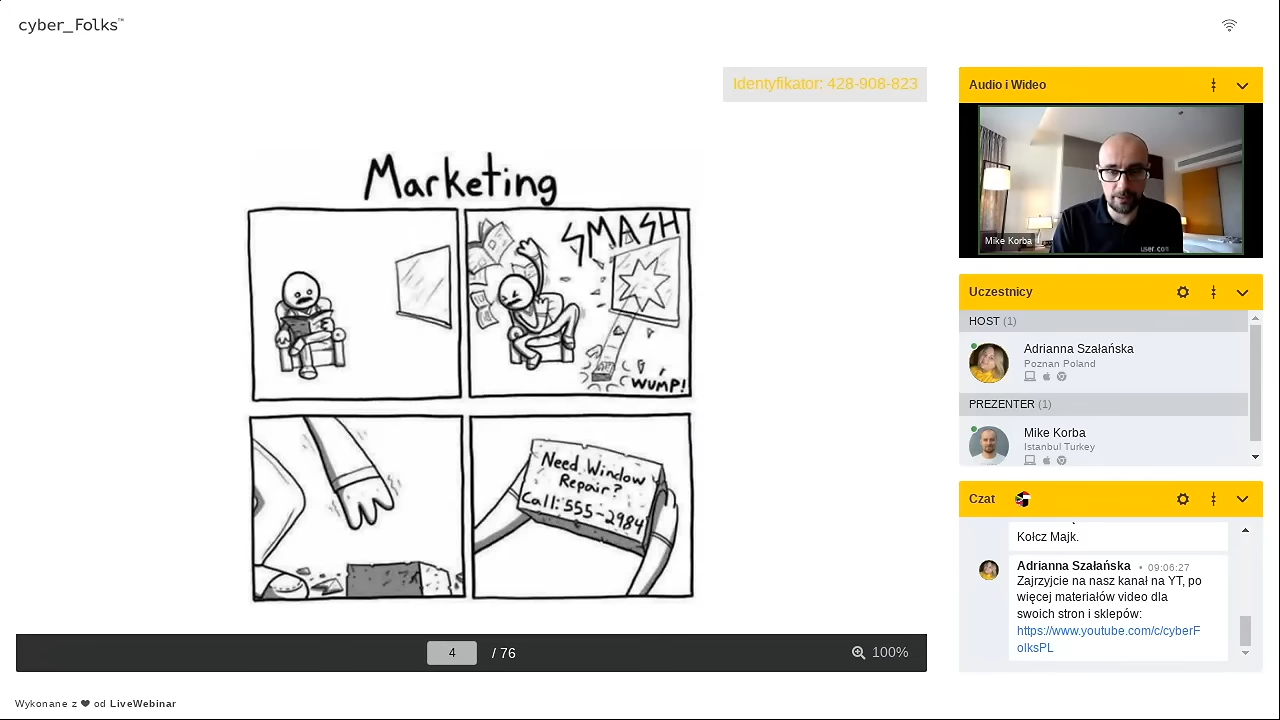 cyber_Folks™
Identyfikator: 428-908-823
Marketing
SMASH
WUMP!
Need Window
Repair?
Call: 555-2984
4 / 76
100%
Wykonane z ❤ od LiveWebinar
Audio i Wideo
Mike Korba
user.com
Uczestnicy
HOST (1)
Adrianna Szałańska
Poznan Poland
PREZENTER (1)
Mike Korba
Istanbul Turkey
Czat
Kołcz Majk.
Adrianna Szałańska • 09:06:27
Zajrzyjcie na nasz kanał na YT, po
więcej materiałów video dla
swoich stron i sklepów:
https://www.youtube.com/c/cyberF
olksPL